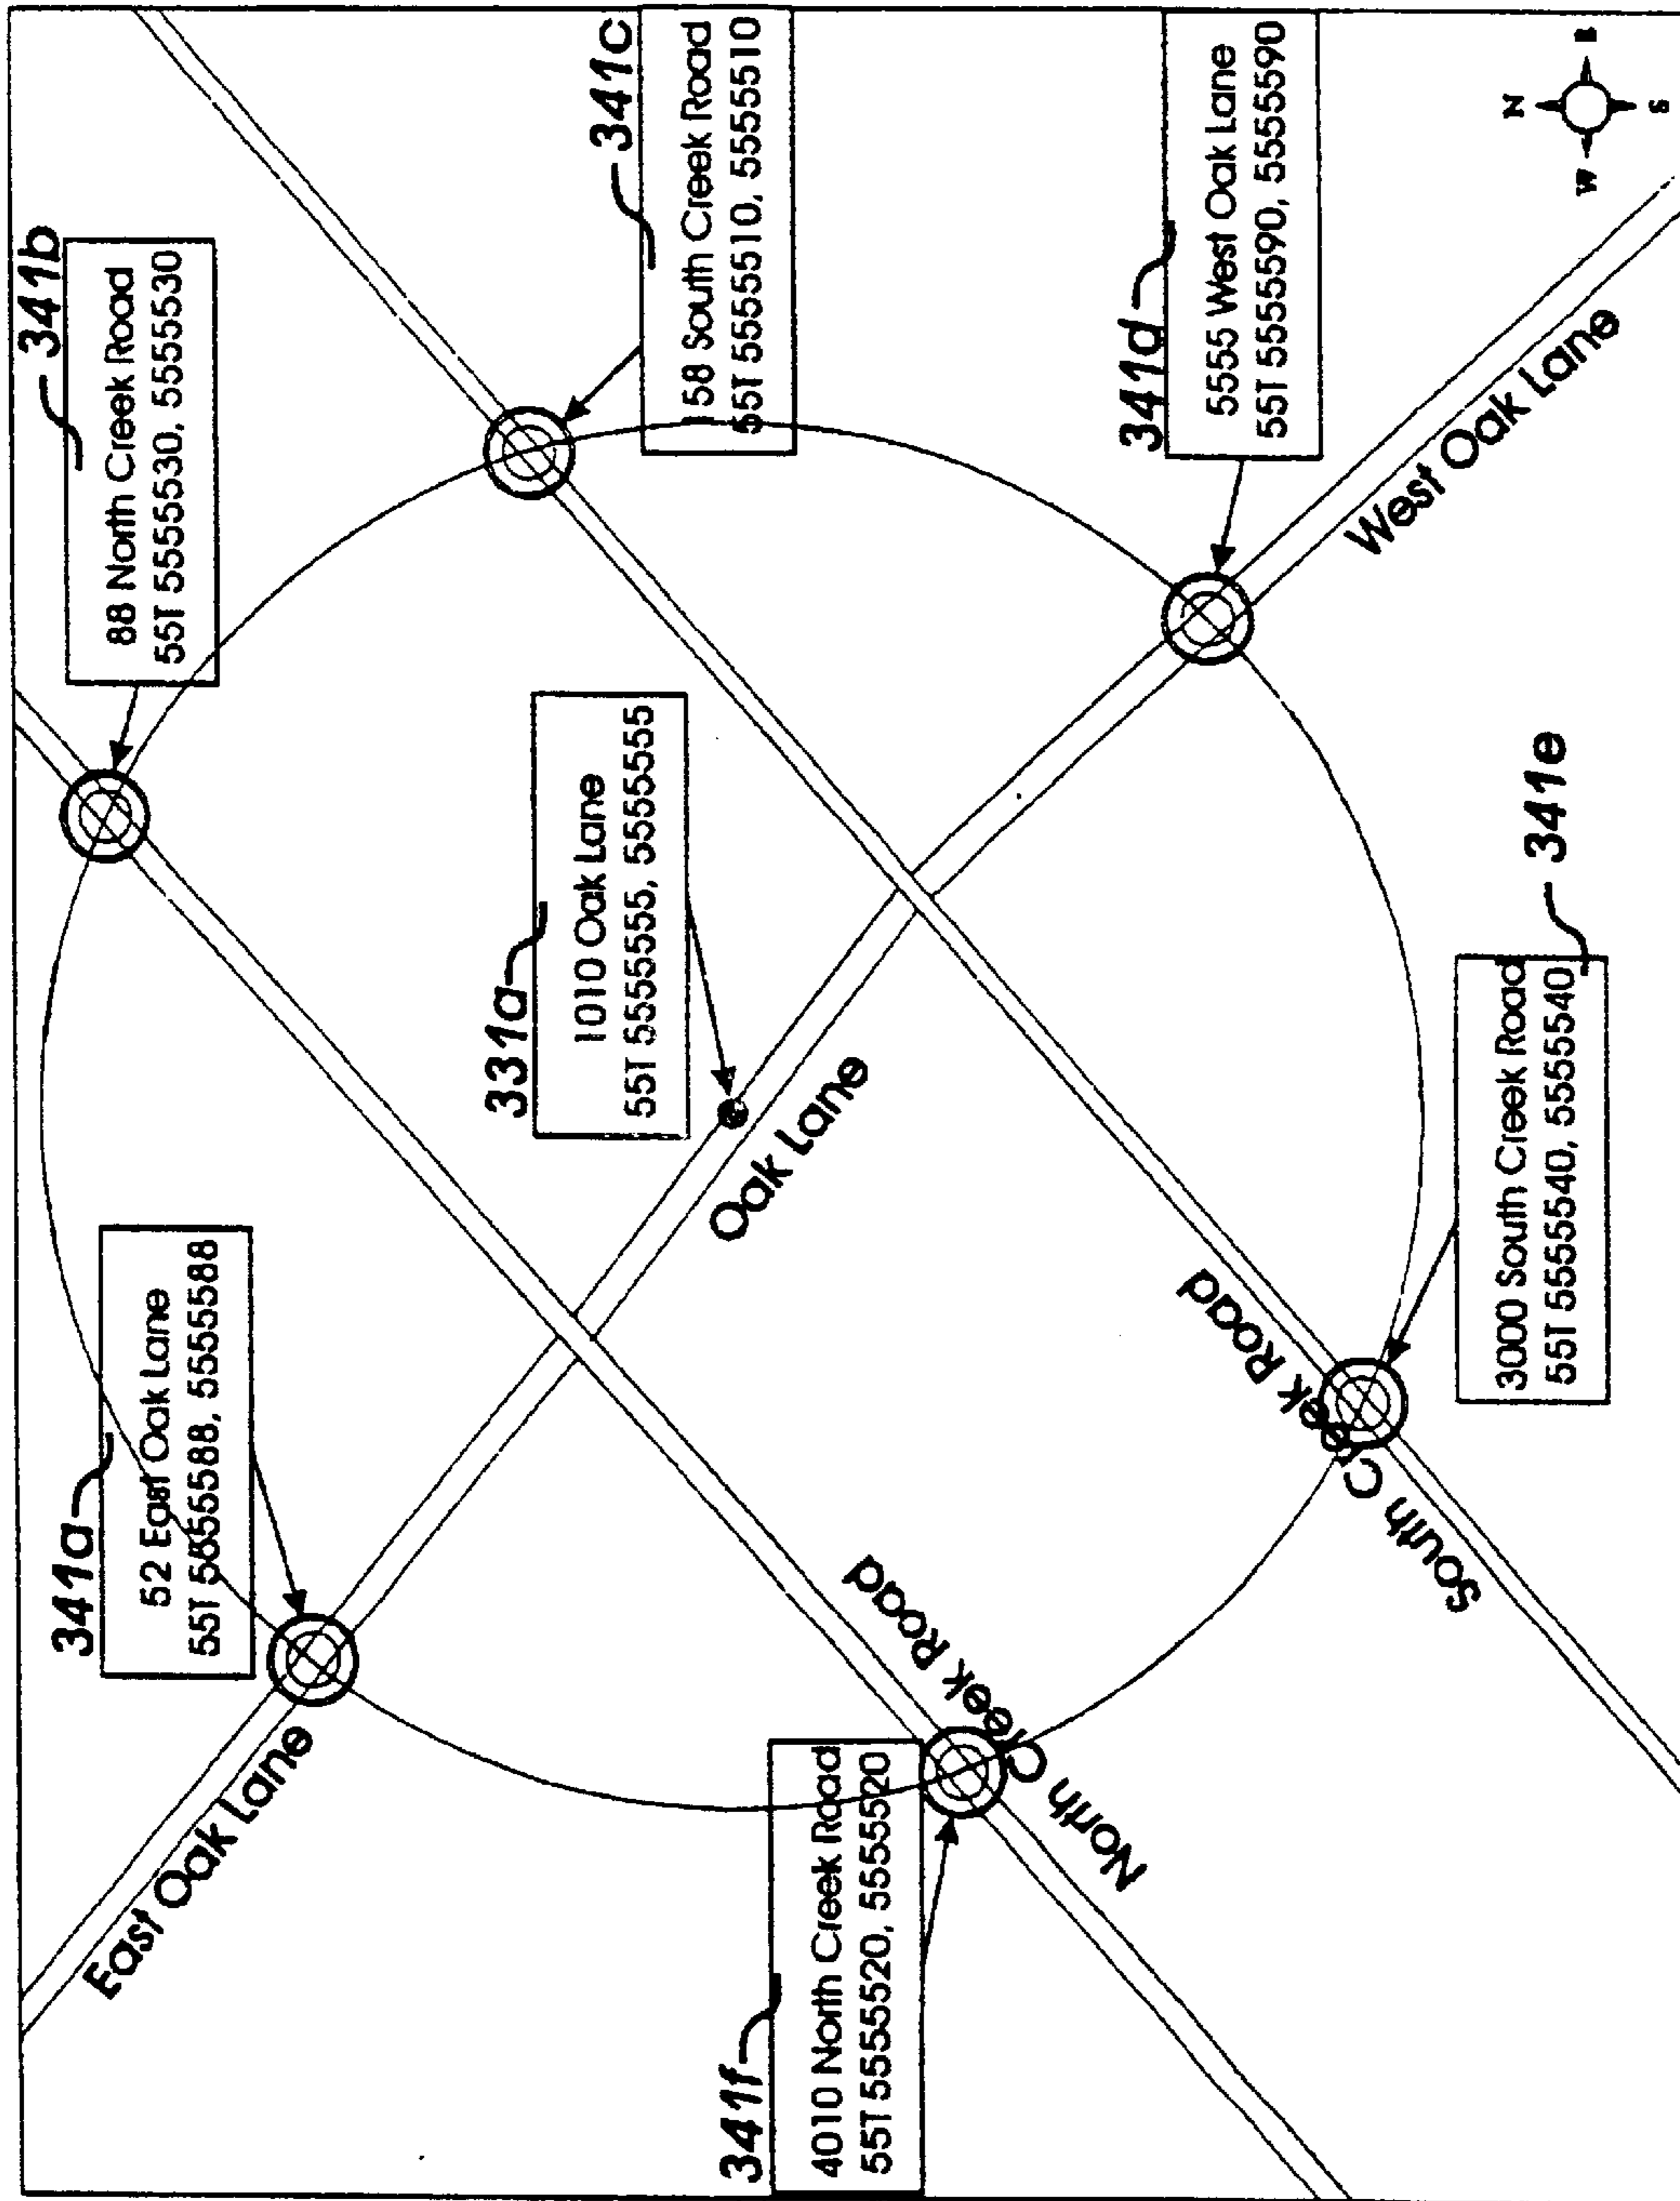 341a
52 East Oak Lane
55T 5555588, 5555588
341b
88 North Creek Road
55T 5555530, 5555530
East Oak Lane
331a
1010 Oak Lane
55T 5555555, 5555555
341c
158 South Creek Road
55T 5555510, 5555510
Oak Lane
341f
4010 North Creek Road
55T 5555520, 5555520
North Creek Road
South Creek Road
341d
5555 West Oak Lane
55T 5555590, 5555590
West Oak Lane
341e
3000 South Creek Road
55T 5555540, 5555540
N
W E
S